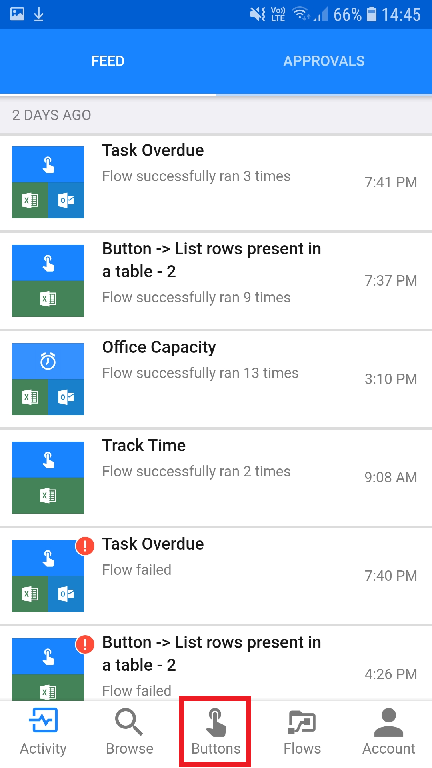 Vo)) LTE 66% 14:45
FEED APPROVALS
2 DAYS AGO
Task Overdue
Flow successfully ran 3 times
7:41 PM
Button -> List rows present in
a table - 2
Flow successfully ran 9 times
7:37 PM
Office Capacity
Flow successfully ran 13 times
3:10 PM
Track Time
Flow successfully ran 2 times
9:08 AM
Task Overdue
Flow failed
7:40 PM
Button -> List rows present in
a table - 2
Flow failed
4:26 PM
Activity Browse Buttons Flows Account